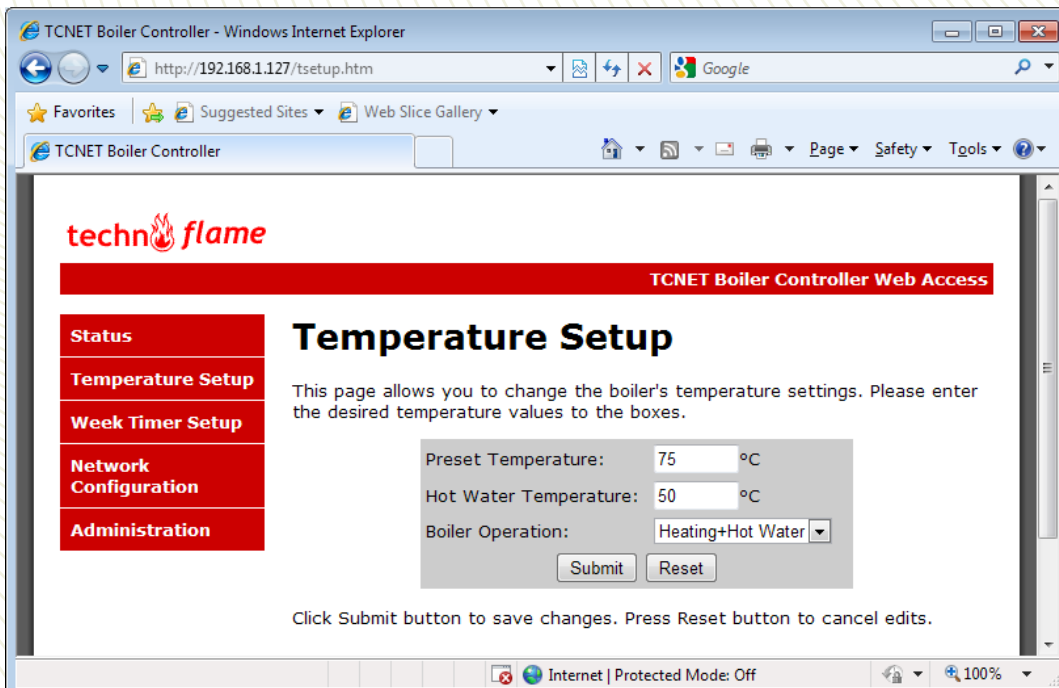 TCNET Boiler Controller - Windows Internet Explorer
http://192.168.1.127/tsetup.htm
Google
Favorites
Suggested Sites
Web Slice Gallery
TCNET Boiler Controller
Page
Safety
Tools
techno flame
TCNET Boiler Controller Web Access
Status
Temperature Setup
Week Timer Setup
Network
Configuration
Administration
Temperature Setup
This page allows you to change the boiler's temperature settings. Please enter
the desired temperature values to the boxes.
Preset Temperature: 75 °C
Hot Water Temperature: 50 °C
Boiler Operation: Heating+Hot Water
Submit Reset
Click Submit button to save changes. Press Reset button to cancel edits.
Internet | Protected Mode: Off
100%